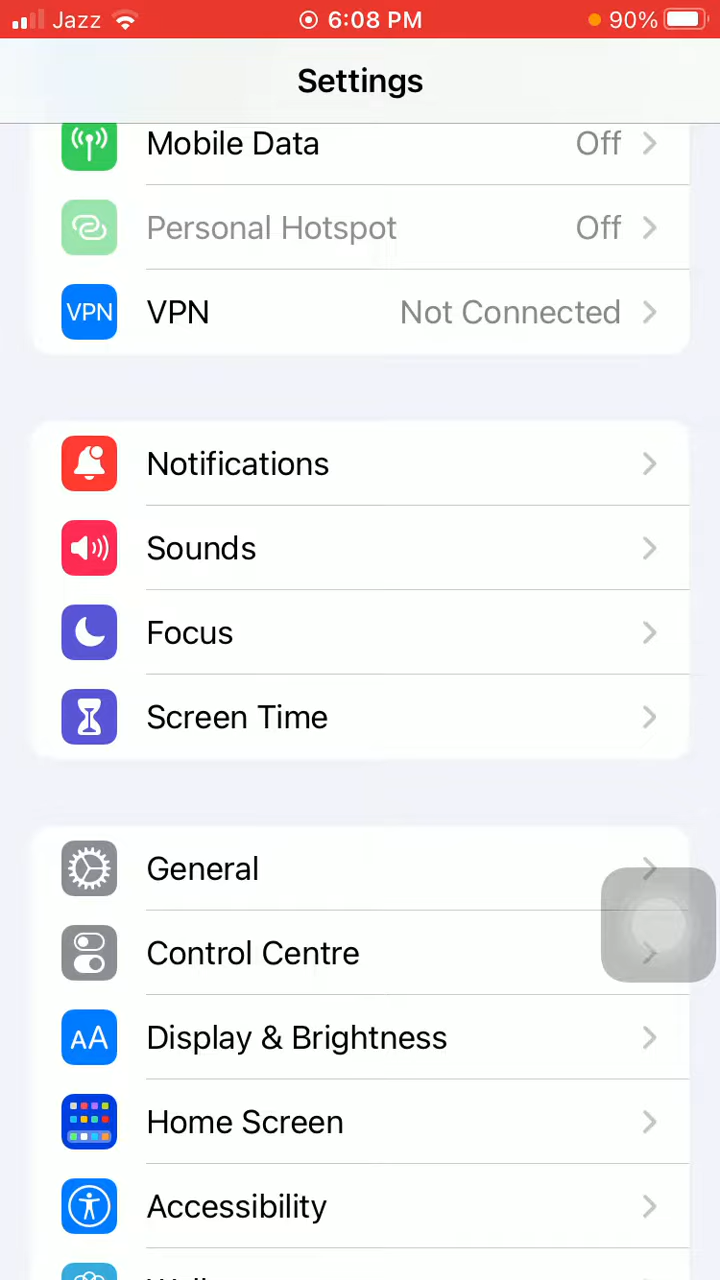 Jazz 6:08 PM 90%
Settings
Mobile Data Off
Personal Hotspot Off
VPN VPN Not Connected
Notifications
Sounds
Focus
Screen Time
General
Control Centre
AA Display & Brightness
Home Screen
Accessibility